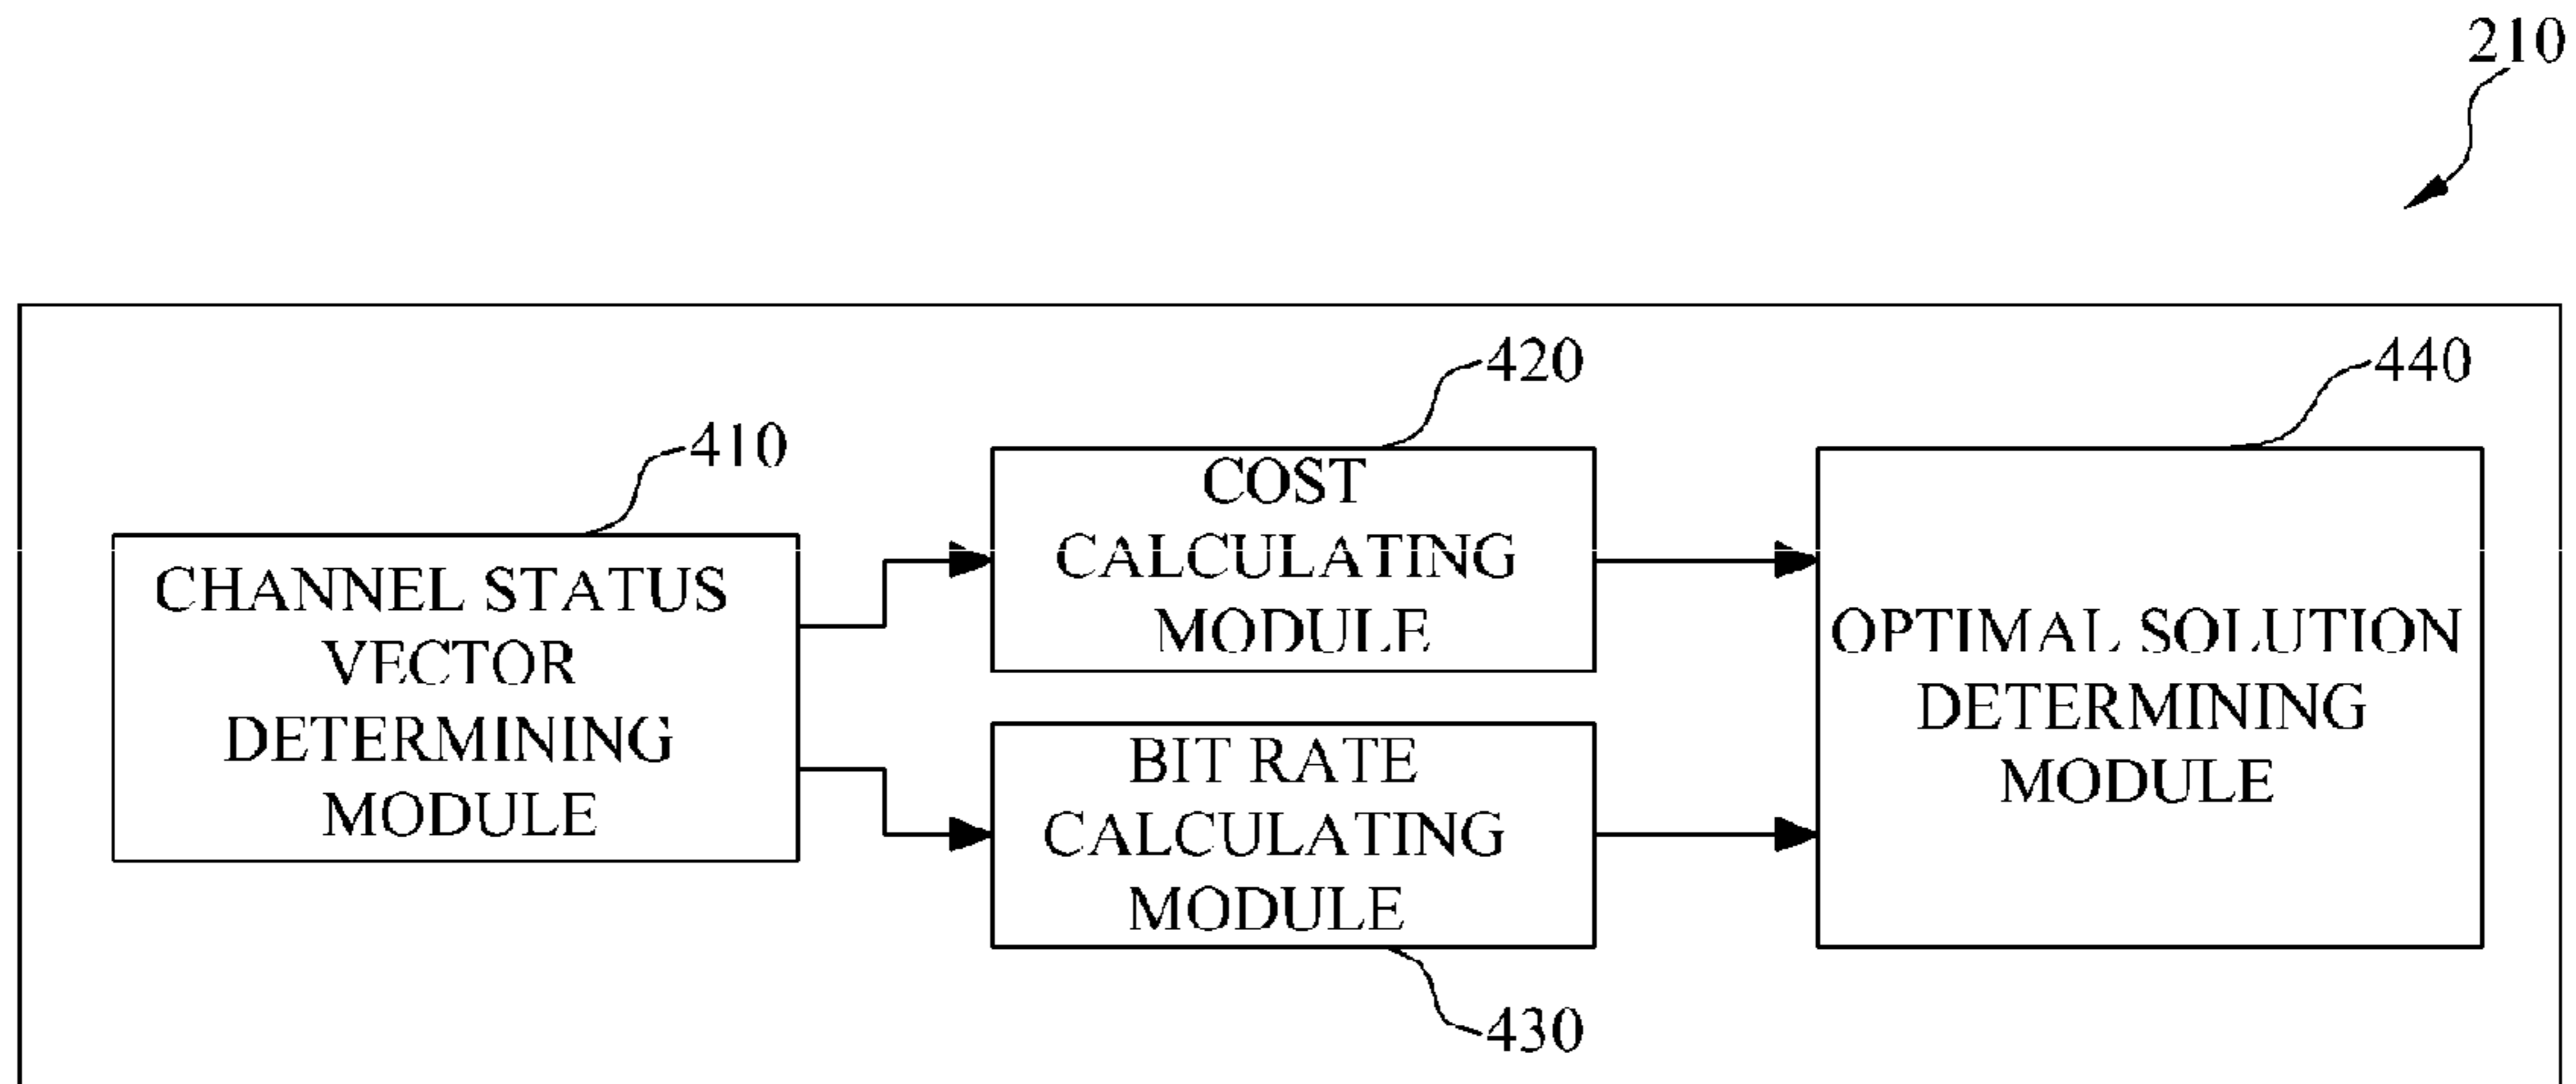 210
420
440
410
CHANNEL STATUS
VECTOR
DETERMINING
MODULE
COST
CALCULATING
MODULE
BIT RATE
CALCULATING
MODULE
OPTIMAL SOLUTION
DETERMINING
MODULE
430